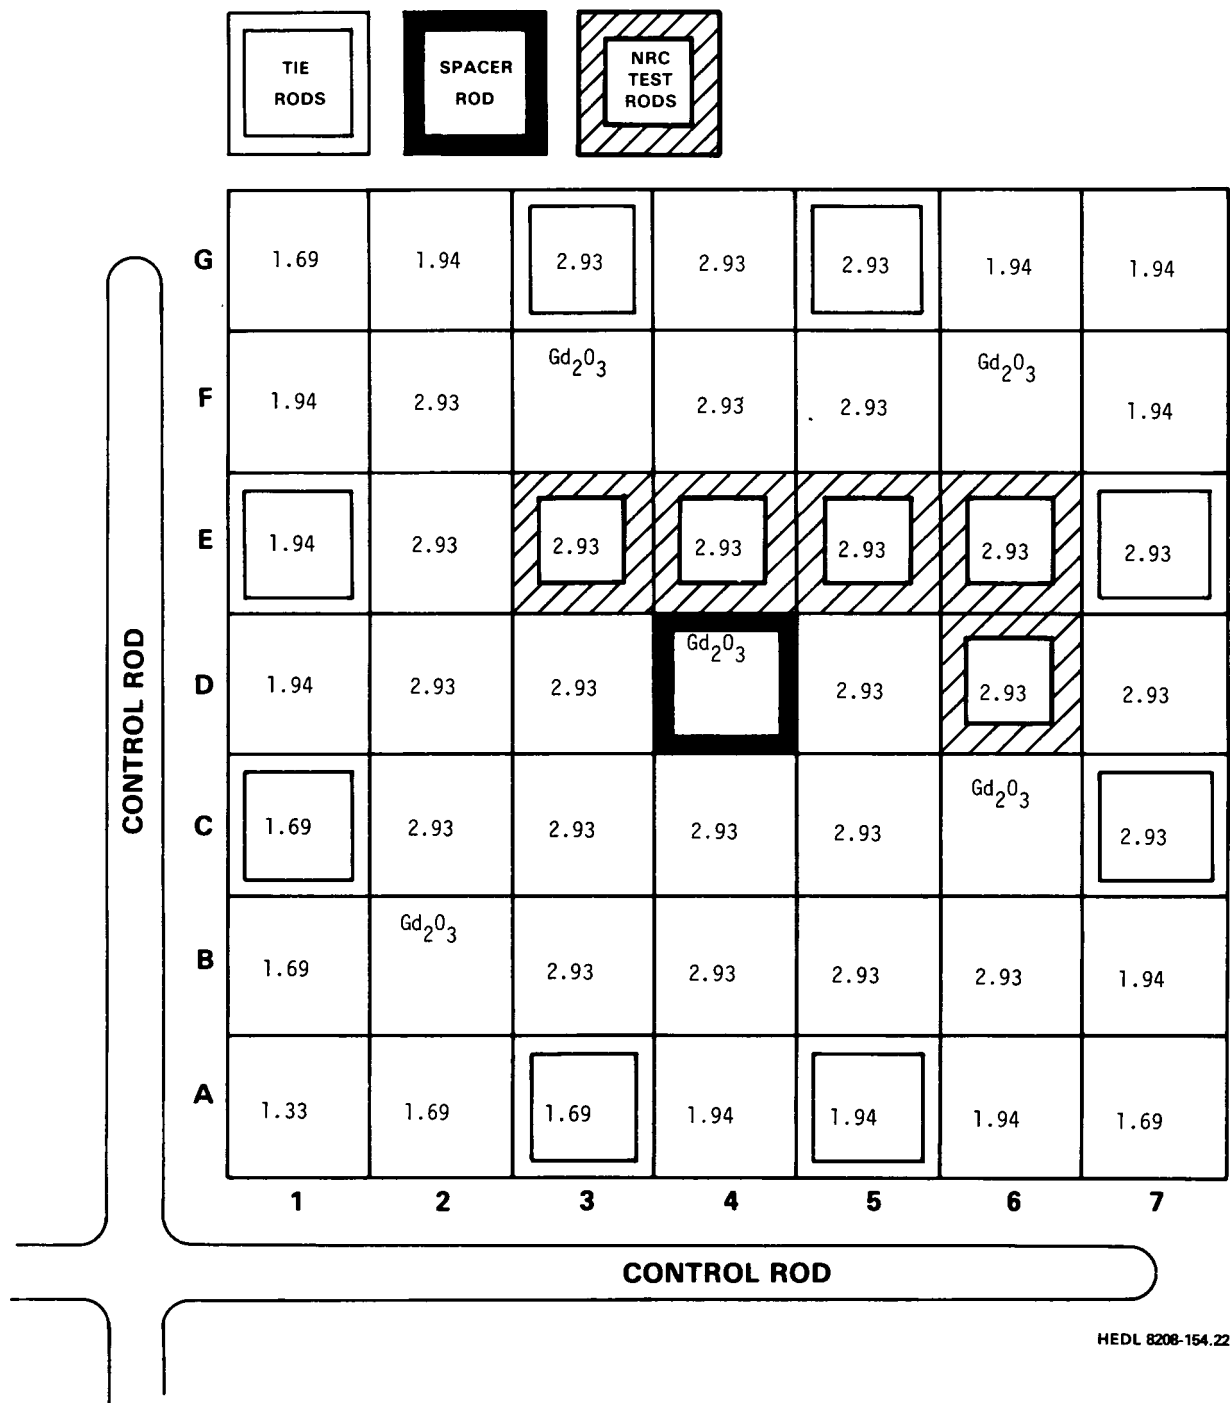 TIE
RODS
SPACER
ROD
NRC
TEST
RODS
G 1.69 1.94 2.93 2.93 2.93 1.94 1.94
F 1.94 2.93 Gd2O3 2.93 2.93 Gd2O3 1.94
E 1.94 2.93 2.93 2.93 2.93 2.93 2.93
D 1.94 2.93 2.93 Gd2O3 2.93 2.93 2.93
C 1.69 2.93 2.93 2.93 2.93 Gd2O3 2.93
B 1.69 Gd2O3 2.93 2.93 2.93 2.93 1.94
A 1.33 1.69 1.69 1.94 1.94 1.94 1.69
1 2 3 4 5 6 7
CONTROL ROD
CONTROL ROD
HEDL 8208-154.22